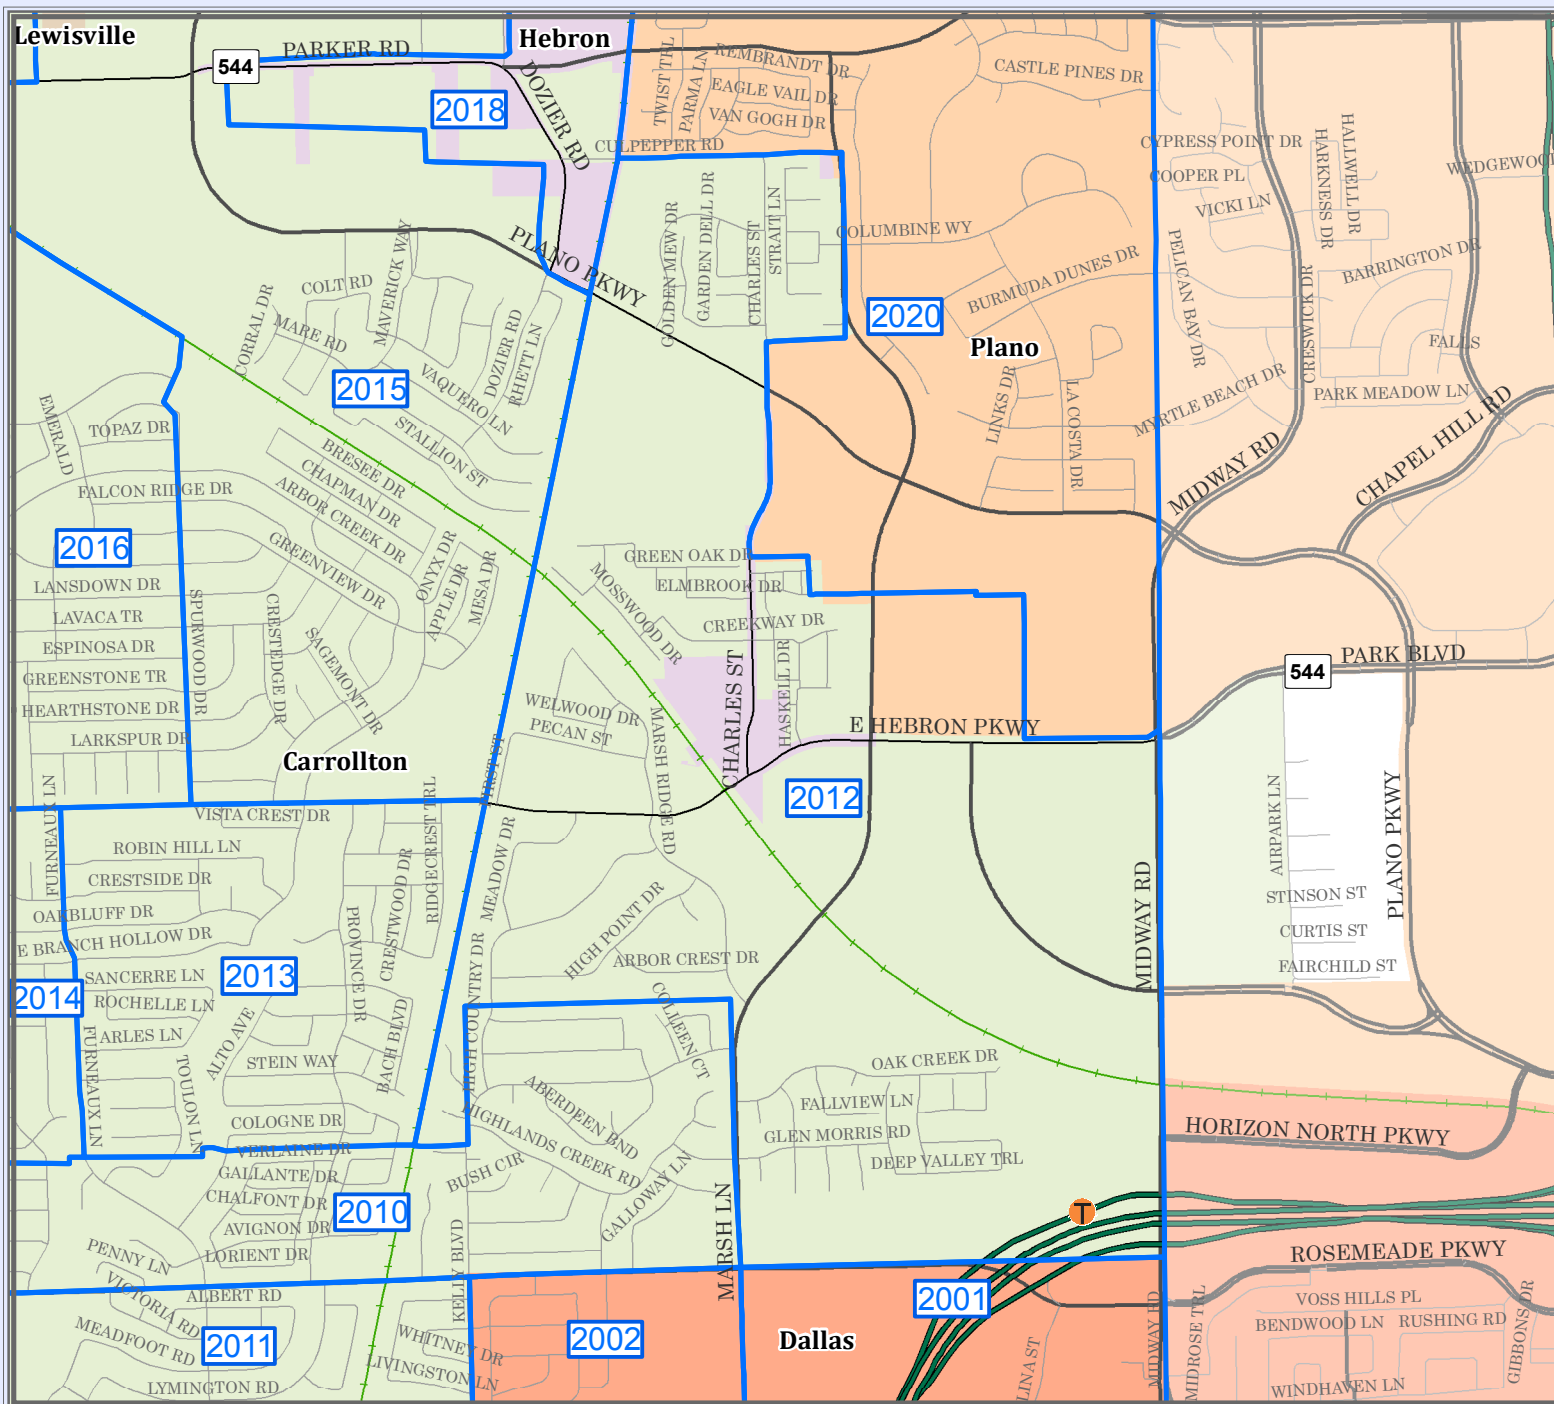 Lewisville
Hebron
PARKER RD
544
2018
DOZIER RD
TWIST TRL
PARMA LN
REMBRANDT DR
EAGLE VAIL DR
VAN GOGH DR
CULPEPPER RD
CASTLE PINES DR
CYPRESS POINT DR
COOPER PL
VICKI LN
HARKNESS DR
HALLWELL DR
BARRINGTON DR
PELICAN BAY DR
CRESWICK DR
FALLS
PARK MEADOW LN
MYRTLE BEACH DR
MIDWAY RD
CHAPEL HILL RD
COLUMBINE WY
BURMUDA DUNES DR
2020
Plano
LINKS DR
LA COSTA DR
GOLDEN MEW DR
GARDEN DELL DR
CHARLES ST
STRAIT LN
PLANO PKWY
COLT RD
MAVERICK WAY
CORRAL DR
MARE RD
2015
VAQUERO LN
DOZIER RD
RHETT LN
STALLION ST
BRESEE DR
CHAPMAN DR
ARBOR CREEK DR
GREENVIEW DR
ONYX DR
APPLE DR
MESA DR
EMERALD
TOPAZ DR
FALCON RIDGE DR
2016
LANSDOWN DR
LAVACA TR
ESPINOSA DR
GREENSTONE TR
HEARTHSTONE DR
LARKSPUR DR
SPURWOOD DR
CRESTEDGE DR
SAGEMONT DR
Carrollton
GREEN OAK DR
ELMBROOK DR
MOSSWOOD DR
CREEKWAY DR
HASKELL DR
CHARLES ST
WELWOOD DR
PECAN ST
MARSH RIDGE RD
E HEBRON PKWY
2012
544
PARK BLVD
AIRPARK LN
PLANO PKWY
STINSON ST
CURTIS ST
FAIRCHILD ST
MIDWAY RD
FURNEAUX LN
VISTA CREST DR
ROBIN HILL LN
CRESTSIDE DR
OAKBLUFF DR
E BRANCH HOLLOW DR
SANCERRE LN
2013
2014
ROCHELLE LN
ARLES LN
ALTO AVE
STEIN WAY
TOULON LN
FURNEAUX LN
COLOGNE DR
VERLAINE DR
GALLANTE DR
CHALFONT DR
AVIGNON DR
LORIENT DR
2010
PROVINCE DR
CRESTWOOD DR
RIDGECREST TRL
BACH BLVD
MEADOW DR
HIGH COUNTRY DR
HIGH POINT DR
ARBOR CREST DR
COLLEEN CT
ABERDEEN BND
HIGHLANDS CREEK RD
BUSH CIR
GALLOWAY LN
KELLY BLVD
MARSH LN
OAK CREEK DR
FALLVIEW LN
GLEN MORRIS RD
DEEP VALLEY TRL
T
HORIZON NORTH PKWY
ROSEMEADE PKWY
PENNY LN
VICTORIA RD
ALBERT RD
MEADFOOT RD
2011
LYMINGTON RD
WHITNEY DR
LIVINGSTON LN
2002
Dallas
2001
LINA ST
MIDWAY RD
MIDROSE TRL
VOSS HILLS PL
BENDWOOD LN
RUSHING RD
GIBBONS DR
WINDHAVEN LN